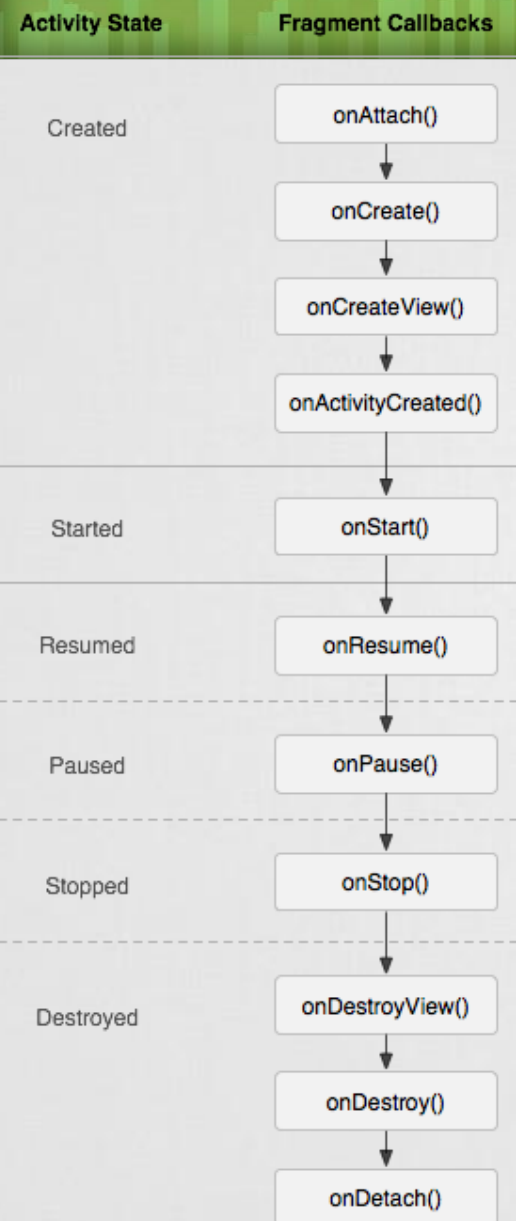 Activity State Fragment Callbacks
Created
onAttach()
onCreate()
onCreateView()
onActivityCreated()
Started onStart()
Resumed onResume()
Paused onPause()
Stopped onStop()
Destroyed onDestroyView()
onDestroy()
onDetach()